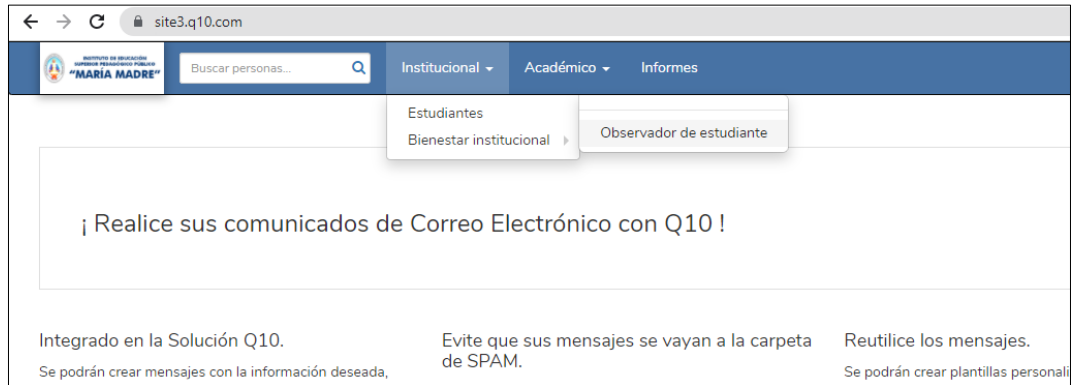 site3.q10.com
INSTITUTO DE EDUCACIÓN
SUPERIOR PEDAGÓGICO PÚBLICO
"MARÍA MADRE"
Buscar personas...
Institucional
Académico
Informes
Estudiantes
Bienestar institucional
Observador de estudiante
¡ Realice sus comunicados de Correo Electrónico con Q10 !
Integrado en la Solución Q10.
Se podrán crear mensajes con la información deseada,
Evite que sus mensajes se vayan a la carpeta
de SPAM.
Reutilice los mensajes.
Se podrán crear plantillas personali